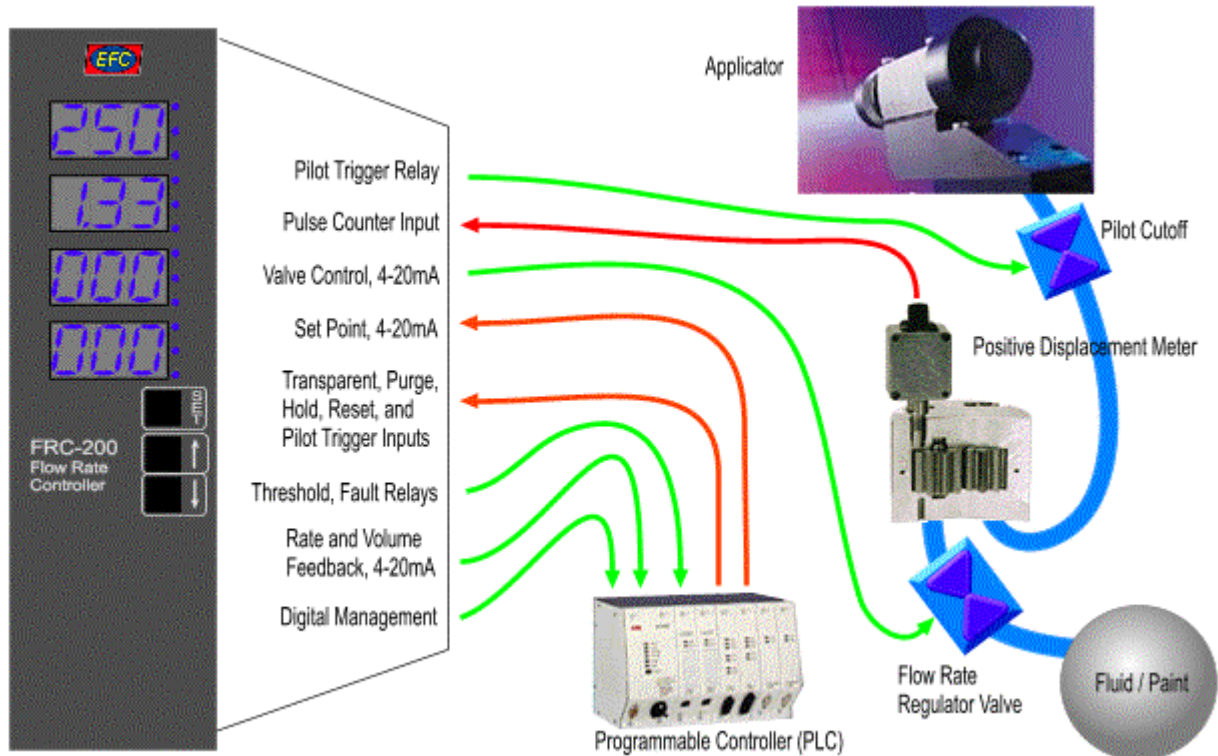 EFC
250
1.33
000
000
SET
FRC-200
Flow Rate
Controller
Pilot Trigger Relay
Pulse Counter Input
Valve Control, 4-20mA
Set Point, 4-20mA
Transparent, Purge,
Hold, Reset, and
Pilot Trigger Inputs
Threshold, Fault Relays
Rate and Volume
Feedback, 4-20mA
Digital Management
Applicator
Pilot Cutoff
Positive Displacement Meter
Flow Rate
Regulator Valve
Fluid / Paint
Programmable Controller (PLC)